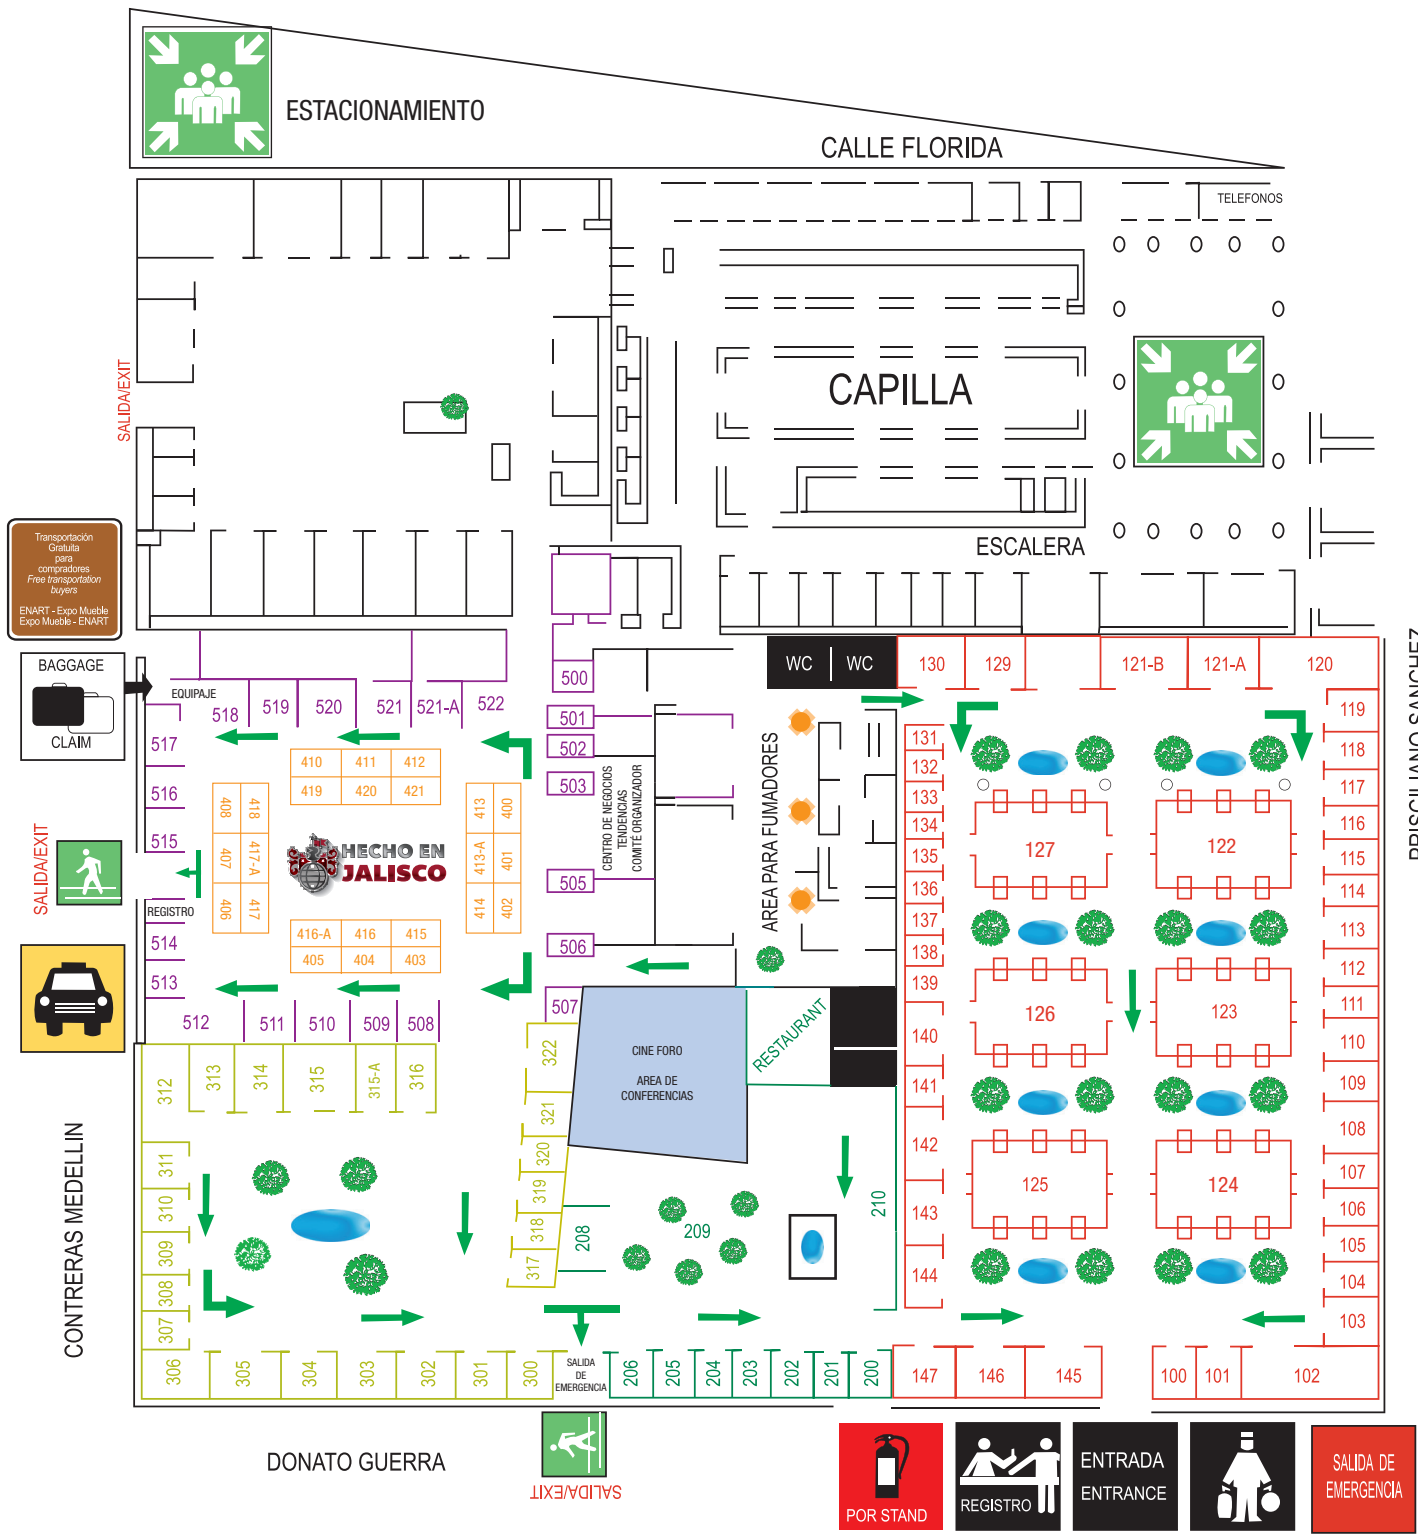 ESTACIONAMIENTO
CALLE FLORIDA
TELEFONOS
SALIDA/EXIT
CAPILLA
ESCALERA
Transportación
Gratuita
para
compradores
Free transportation
buyers
ENART - Expo Mueble
Expo Mueble - ENART
BAGGAGE
CLAIM
EQUIPAJE
518
519
520
521
521-A
522
517
516
515
REGISTRO
514
513
512
511
510
509
508
SALIDA/EXIT
410
411
412
419
420
421
408
418
407
417-A
406
417
413
400
413-A
401
414
402
HECHO EN
JALISCO
416-A
416
415
405
404
403
500
501
502
503
505
506
507
CENTRO DE NEGOCIOS
TENDENCIAS
COMITÉ ORGANIZADOR
AREA PARA FUMADORES
WC
WC
130
129
121-B
121-A
120
PRISCILIANO SANCHEZ
119
118
117
116
115
114
113
112
111
110
109
108
107
106
105
104
103
131
132
133
134
135
136
137
138
139
140
141
142
143
144
127
122
126
123
125
124
CINE FORO
AREA DE
CONFERENCIAS
RESTAURANT
312
313
314
315
315-A
316
322
321
320
319
318
317
311
310
309
308
307
306
305
304
303
302
301
300
CONTRERAS MEDELLIN
208
209
210
SALIDA
DE
EMERGENCIA
206
205
204
203
202
201
200
147
146
145
100
101
102
DONATO GUERRA
SALIDA/EXIT
POR STAND
REGISTRO
ENTRADA
ENTRANCE
SALIDA DE
EMERGENCIA